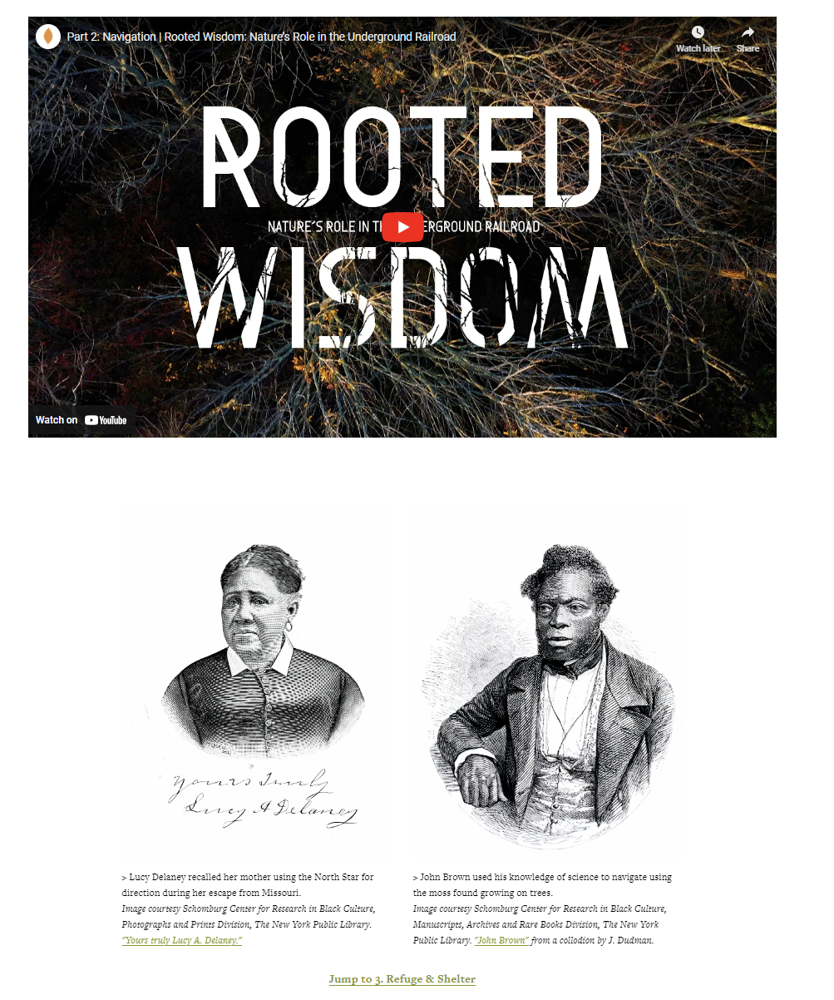 Part 2: Navigation | Rooted Wisdom: Nature's Role in the Underground Railroad
Watch later
Share
ROOTED
NATURE'S ROLE IN ERGROUND RAILROAD
WISDOM
Watch on YouTube
Yours Truly
Lucy A Delaney
> Lucy Delaney recalled her mother using the North Star for
direction during her escape from Missouri.
Image courtesy Schomburg Center for Research in Black Culture,
Photographs and Prints Division, The New York Public Library.
"Yours truly Lucy A. Delaney."
> John Brown used his knowledge of science to navigate using
the moss found growing on trees.
Image courtesy Schomburg Center for Research in Black Culture,
Manuscripts, Archives and Rare Books Division, The New York
Public Library. "John Brown" from a collodion by J. Dudman.
Jump to 3. Refuge & Shelter